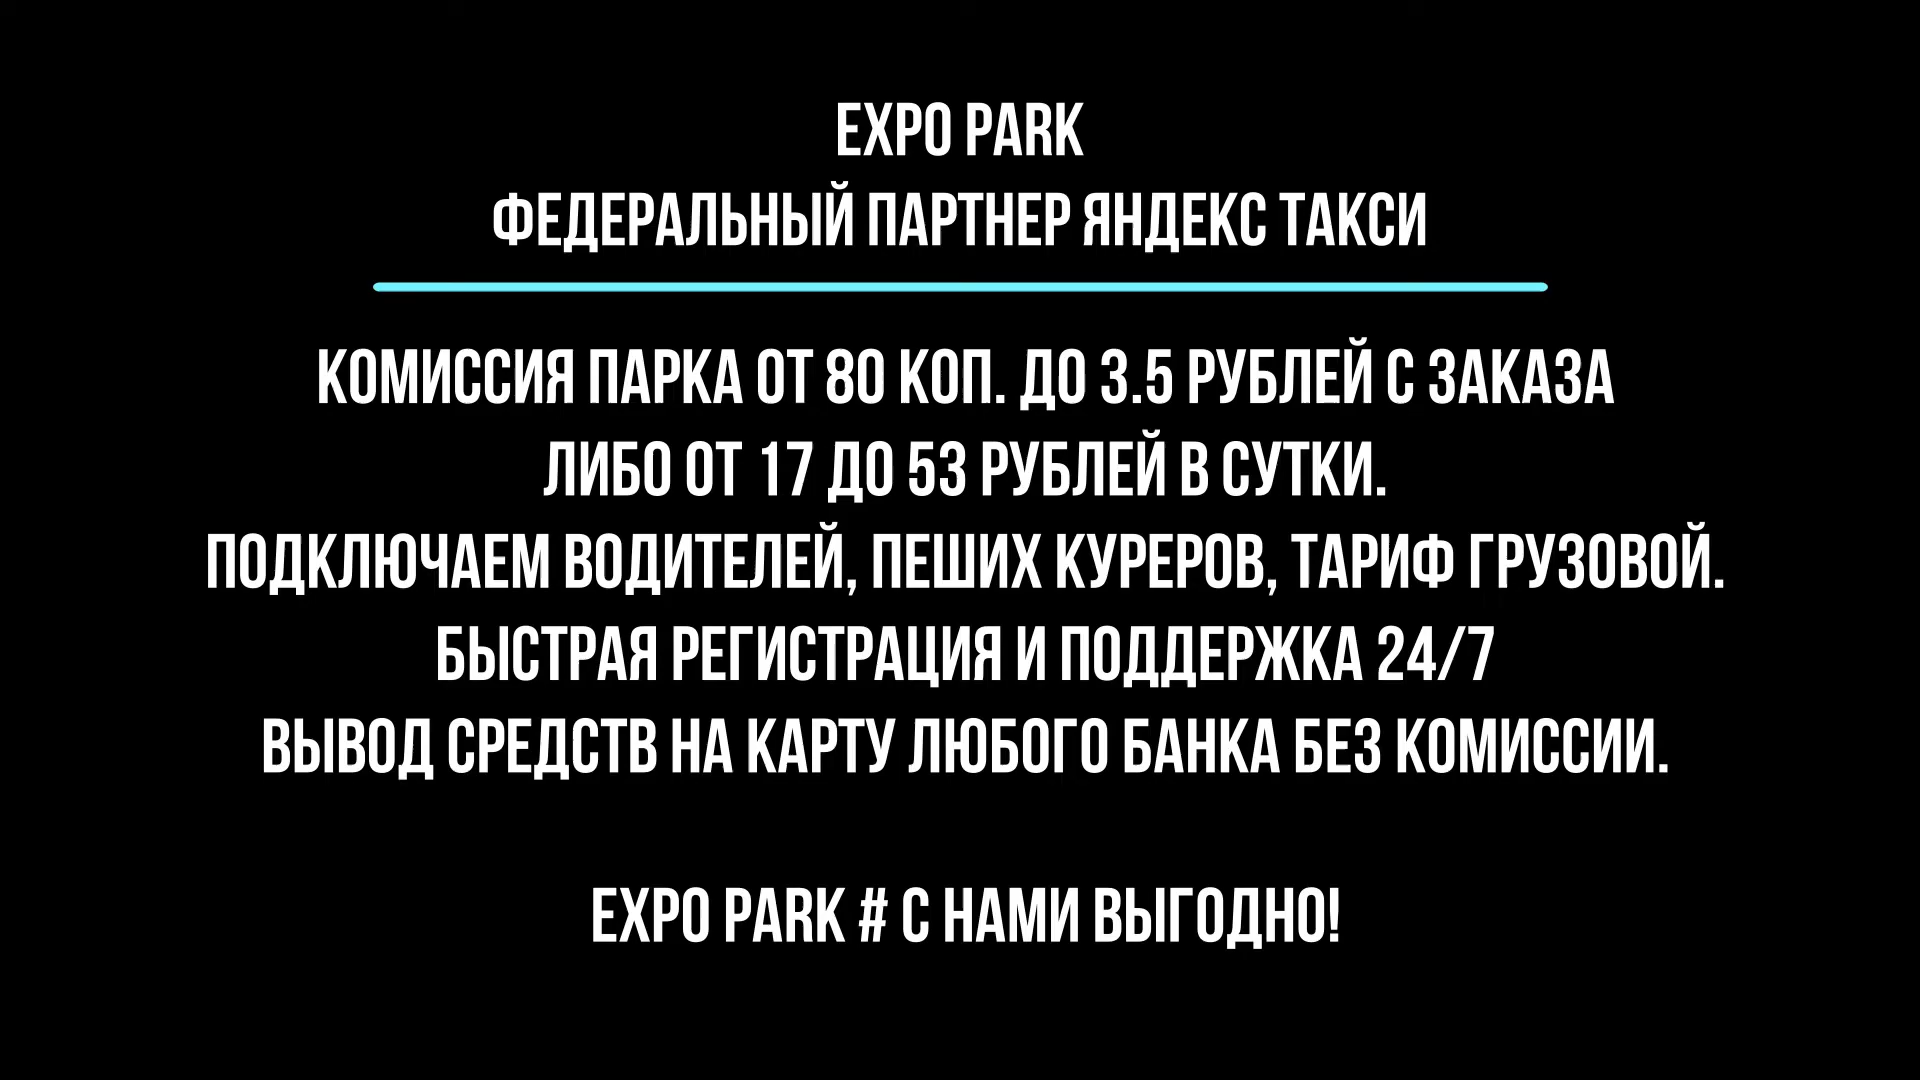 EXPO PARK
ФЕДЕРАЛЬНЫЙ ПАРТНЕР ЯНДЕКС ТАКСИ
КОМИССИЯ ПАРКА ОТ 80 КОП. ДО 3.5 РУБЛЕЙ С ЗАКАЗА
ЛИБО ОТ 17 ДО 53 РУБЛЕЙ В СУТКИ.
ПОДКЛЮЧАЕМ ВОДИТЕЛЕЙ, ПЕШИХ КУРЕРОВ, ТАРИФ ГРУЗОВОЙ.
БЫСТРАЯ РЕГИСТРАЦИЯ И ПОДДЕРЖКА 24/7
ВЫВОД СРЕДСТВ НА КАРТУ ЛЮБОГО БАНКА БЕЗ КОМИССИИ.
EXPO PARK # С НАМИ ВЫГОДНО!